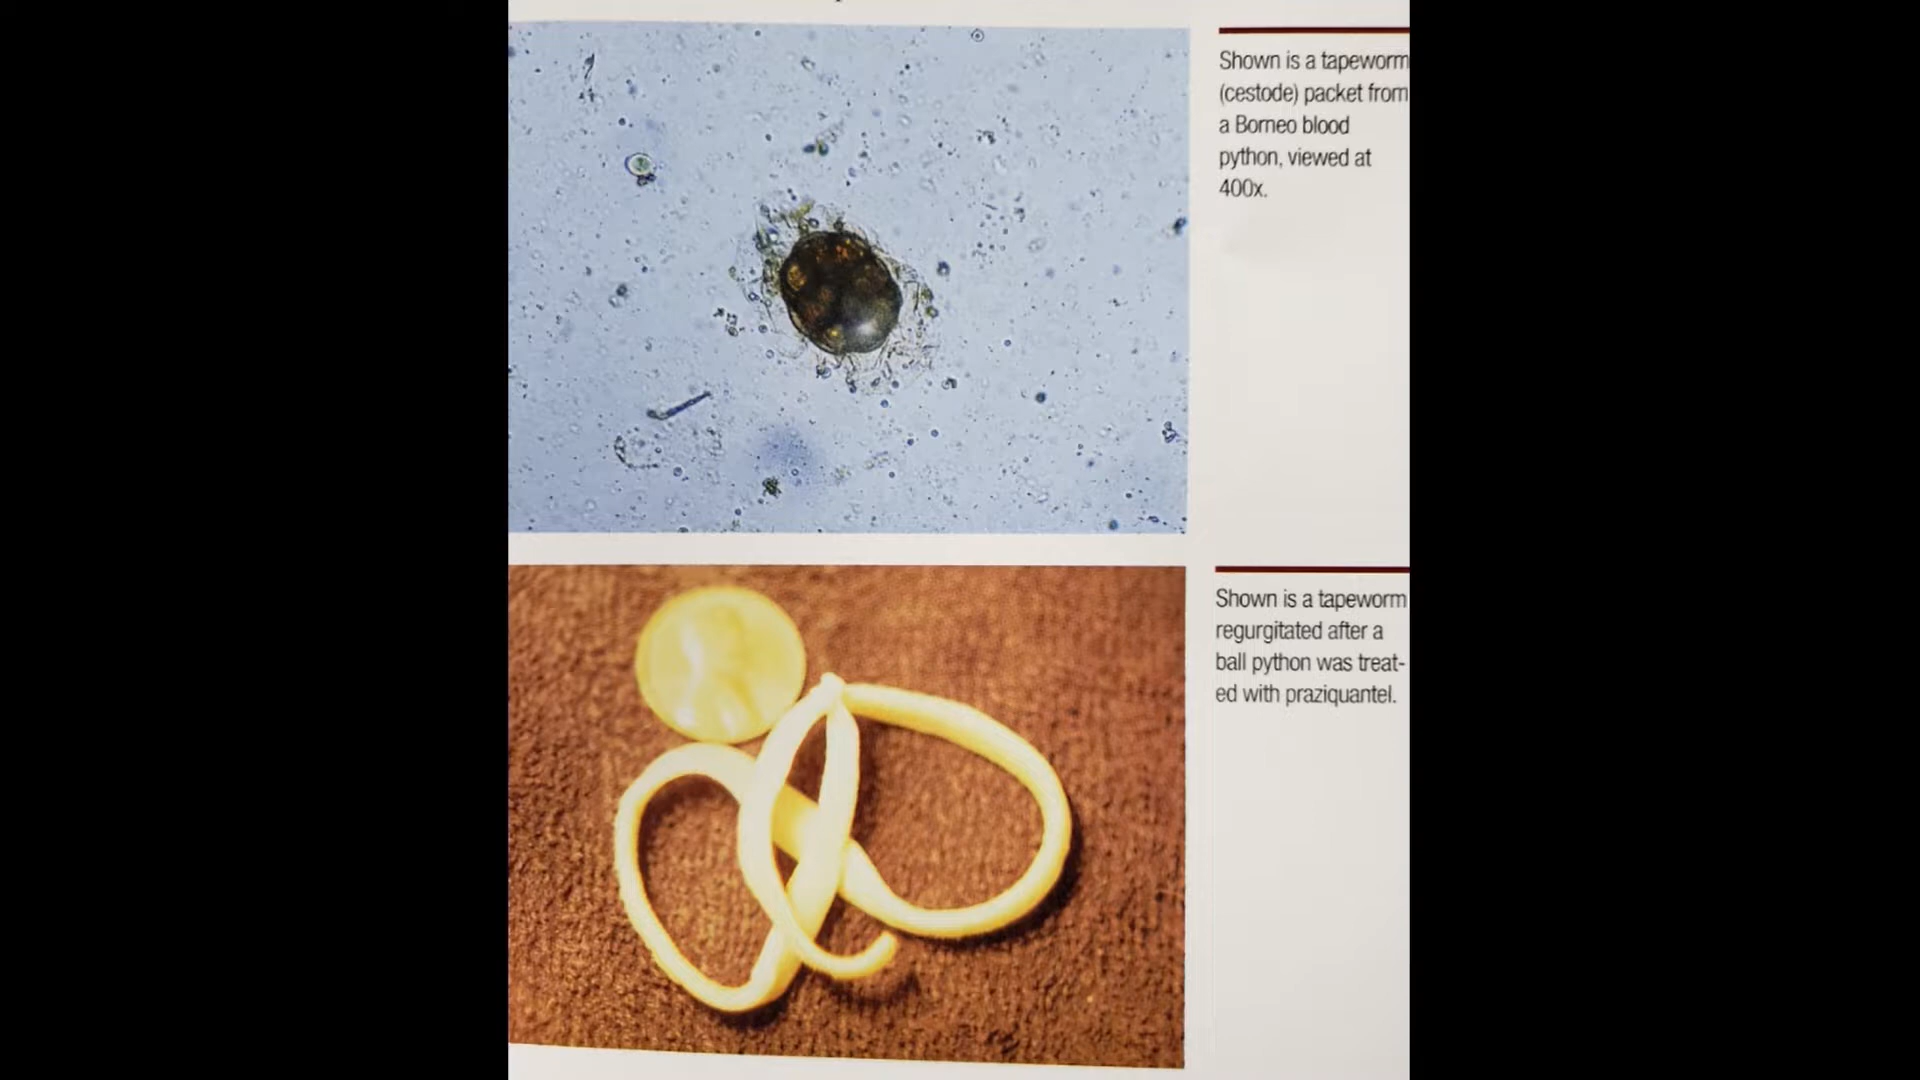 Shown is a tapeworm
(cestode) packet from
a Borneo blood
python, viewed at
400x.
Shown is a tapeworm
regurgitated after a
ball python was treat-
ed with praziquantel.